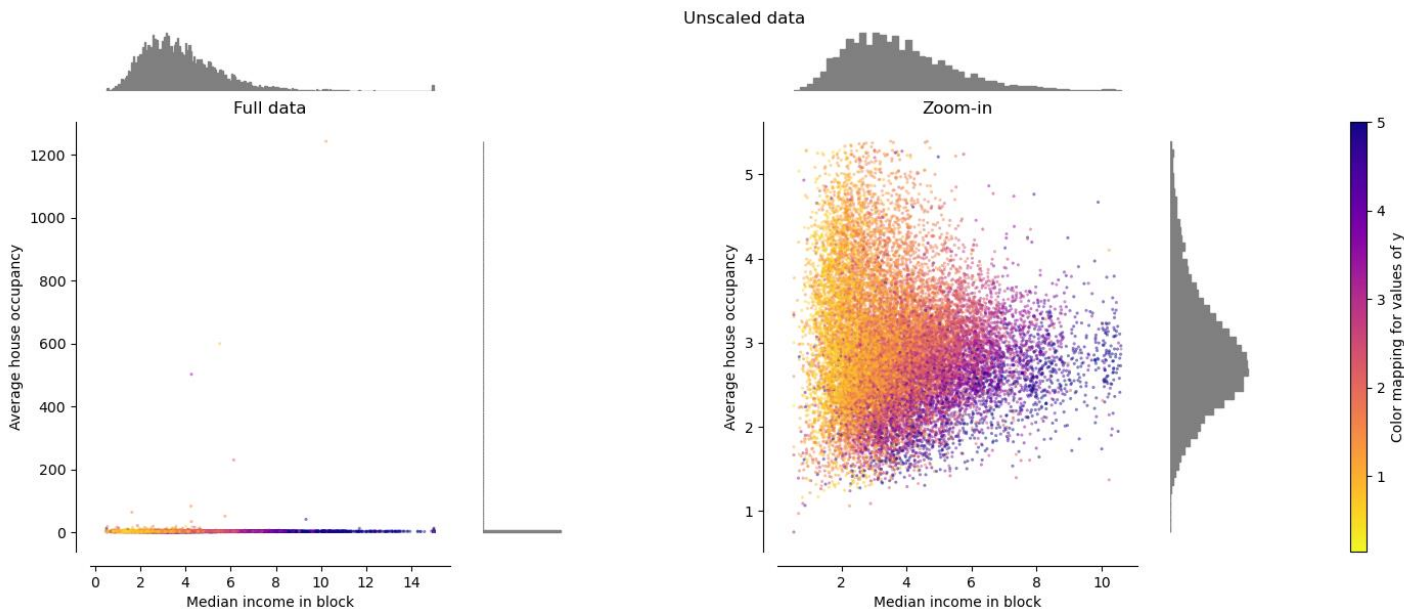 Unscaled data
Full data
1200
1000
800
600
400
200
0
Average house occupancy
0 2 4 6 8 10 12 14
Median income in block
Zoom-in
5
4
3
2
1
Average house occupancy
2 4 6 8 10
Median income in block
5
4
3
2
1
Color mapping for values of y